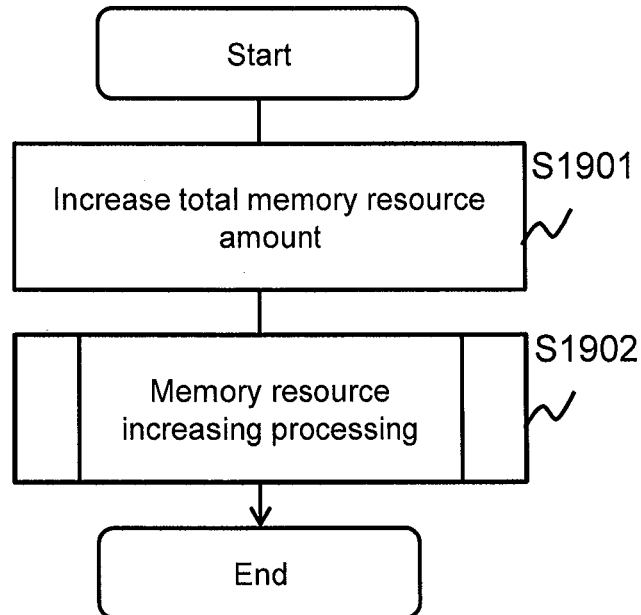 Start
S1901
Increase total memory resource
amount
S1902
Memory resource
increasing processing
End